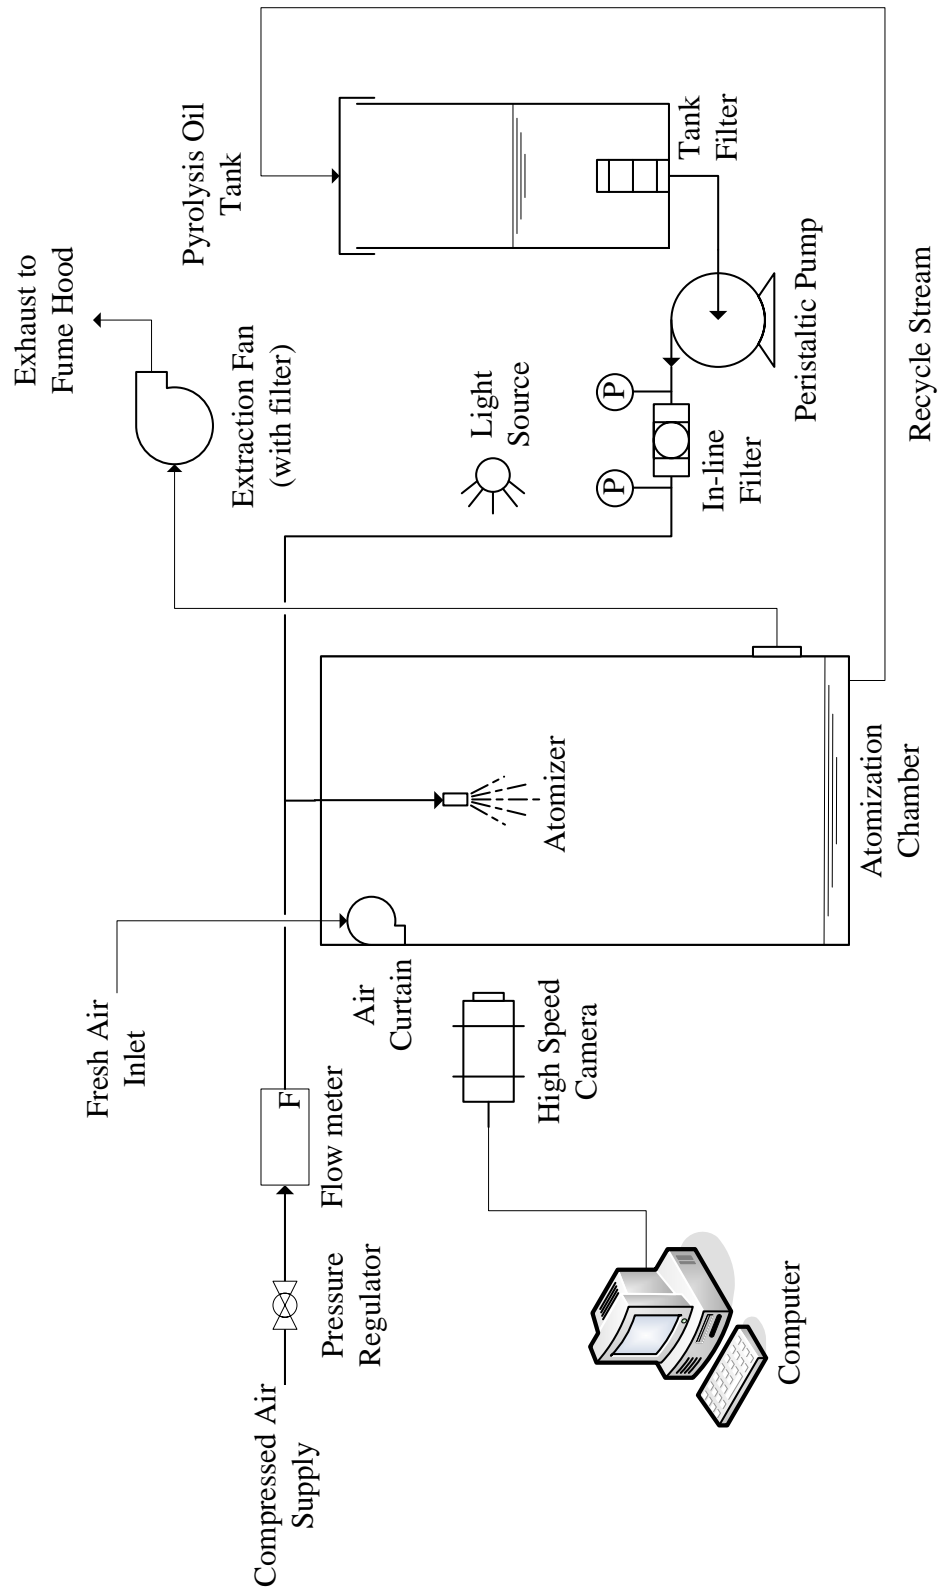 Compressed Air
Supply
Pressure
Regulator
F
Flow meter
Fresh Air
Inlet
Air
Curtain
High Speed
Camera
Computer
Atomizer
Atomization
Chamber
Exhaust to
Fume Hood
Extraction Fan
(with filter)
Light
Source
P
P
In-line
Filter
Peristaltic Pump
Pyrolysis Oil
Tank
Tank
Filter
Recycle Stream